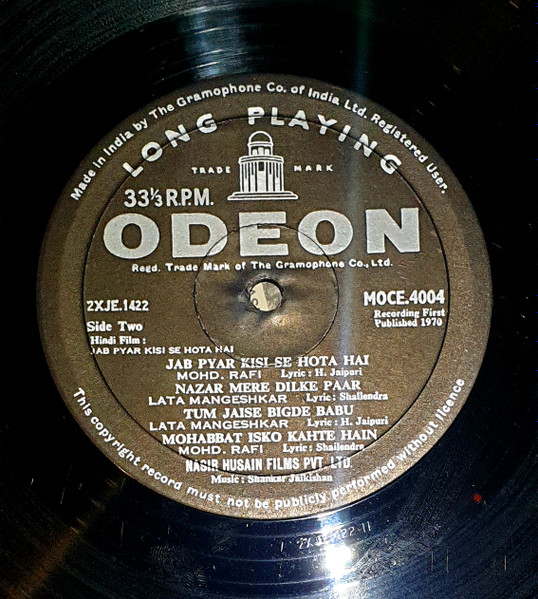 Made in India by The Gramophone Co. of India Ltd. Registered User.
LONG PLAYING
TRADE MARK
33⅓ R.P.M.
ODEON
Regd. Trade Mark of The Gramophone Co., Ltd.
2XJE.1422
MOCE.4004
Recording First
Published 1970
Side Two
Hindi Film :
JAB PYAR KISI SE HOTA HAI
JAB PYAR KISI SE HOTA HAI
MOHD. RAFI Lyric : H. Jaipuri
NAZAR MERE DILKE PAAR
LATA MANGESHKAR Lyric : Shailendra
TUM JAISE BIGDE BABU
LATA MANGESHKAR Lyric : H. Jaipuri
MOHABBAT ISKO KAHTE HAIN
MOHD. RAFI Lyric : Shailendra
NASIR HUSAIN FILMS PVT. LTD.
Music : Shankar Jaikishan
This copyright record must not be publicly performed without licence